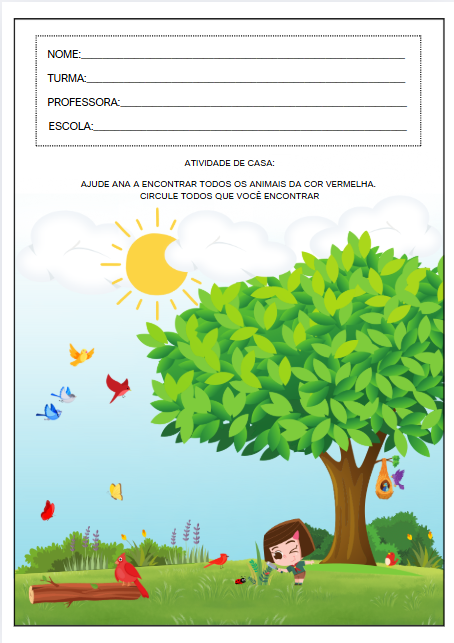 NOME:
TURMA:
PROFESSORA:
ESCOLA:
ATIVIDADE DE CASA:
AJUDE ANA A ENCONTRAR TODOS OS ANIMAIS DA COR VERMELHA.
CIRCULE TODOS QUE VOCÊ ENCONTRAR